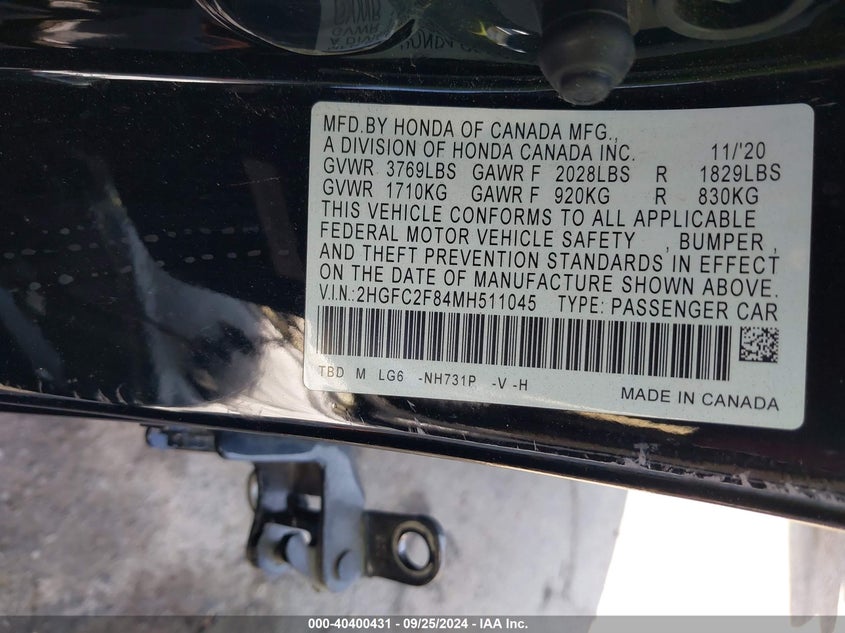 MFD.BY HONDA OF CANADA MFG.,
A DIVISION OF HONDA CANADA INC. 11/'20
GVWR 3769LBS GAWR F 2028LBS R 1829LBS
GVWR 1710KG GAWR F 920KG R 830KG
THIS VEHICLE CONFORMS TO ALL APPLICABLE
FEDERAL MOTOR VEHICLE SAFETY , BUMPER ,
AND THEFT PREVENTION STANDARDS IN EFFECT
ON THE DATE OF MANUFACTURE SHOWN ABOVE.
V.I.N.: 2HGFC2F84MH511045 TYPE: PASSENGER CAR
TBD M LG6 -NH731P -V -H
MADE IN CANADA
000-40400431 - 09/25/2024 - IAA Inc.